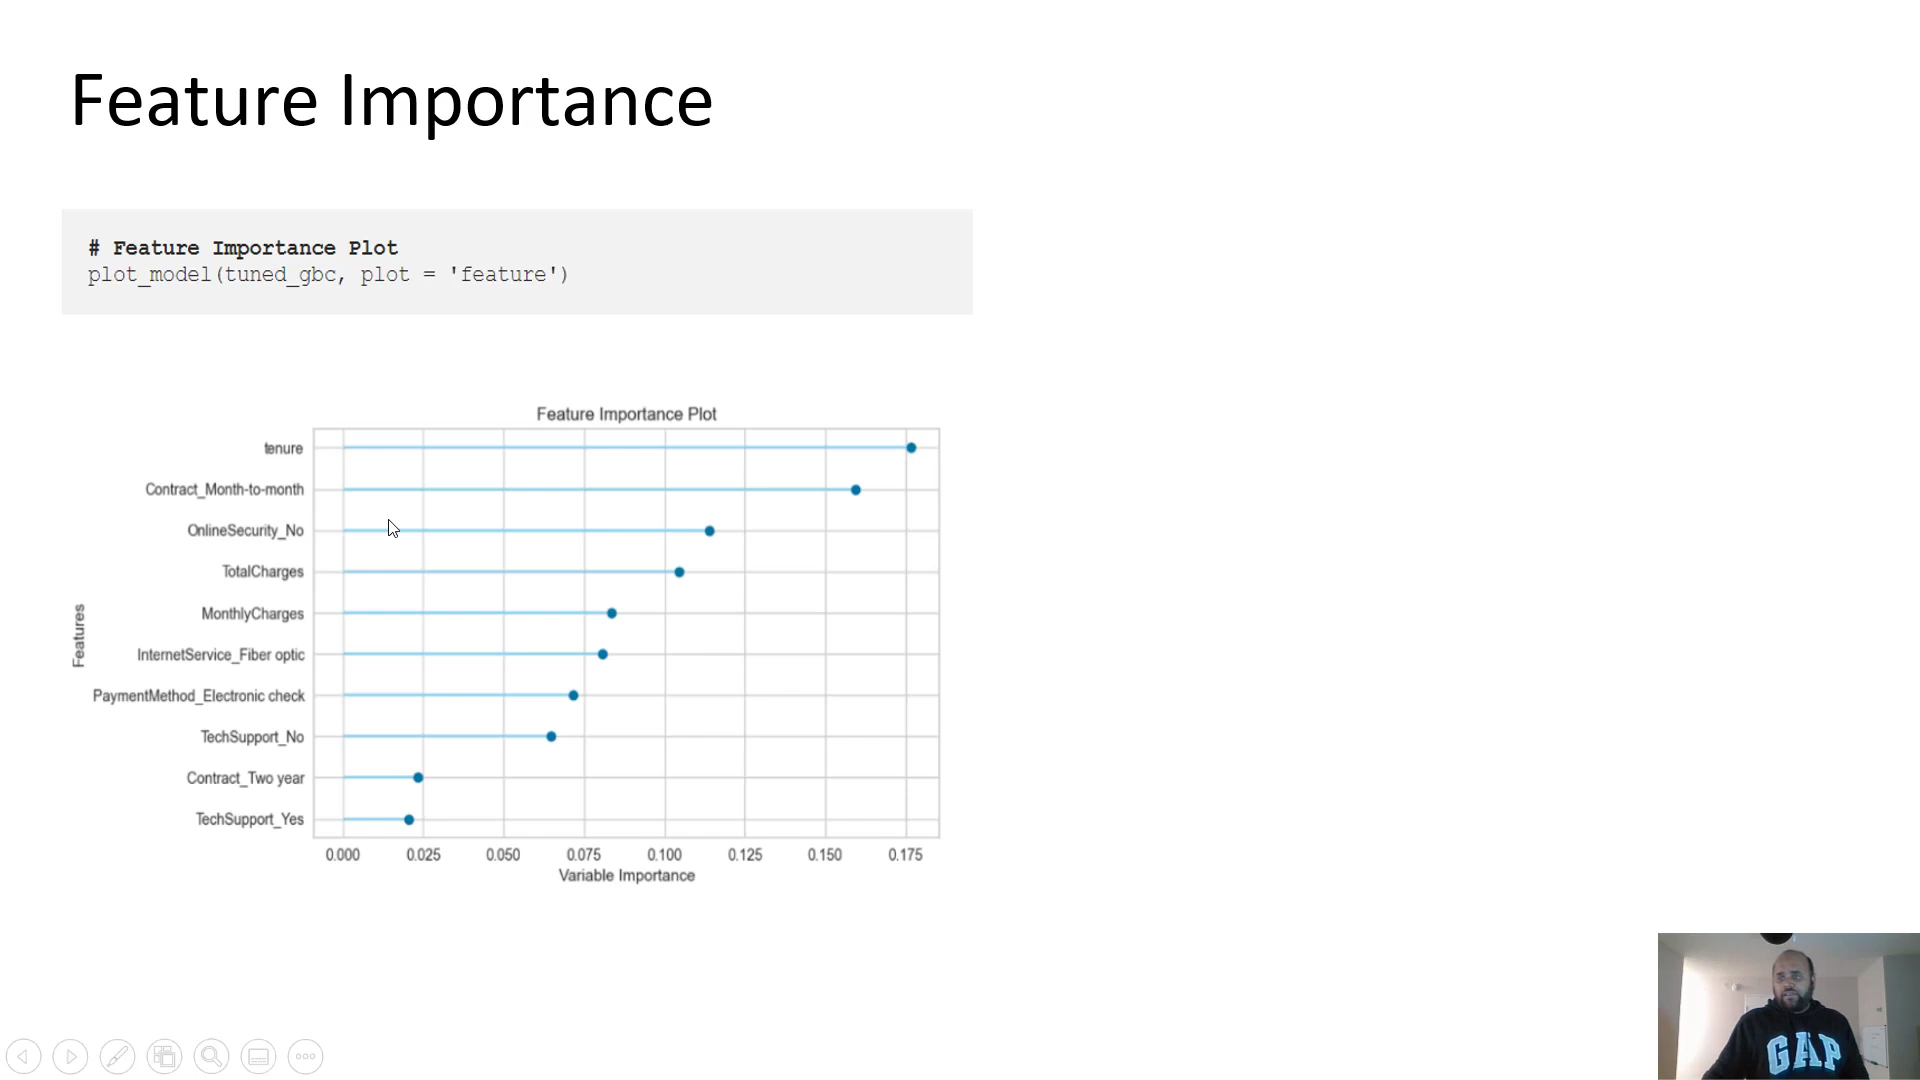 Feature Importance
# Feature Importance Plot
plot_model(tuned_gbc, plot = 'feature')
Feature Importance Plot
tenure
Contract_Month-to-month
OnlineSecurity_No
TotalCharges
MonthlyCharges
InternetService_Fiber optic
PaymentMethod_Electronic check
TechSupport_No
Contract_Two year
TechSupport_Yes
Features
0.000 0.025 0.050 0.075 0.100 0.125 0.150 0.175
Variable Importance
GAP